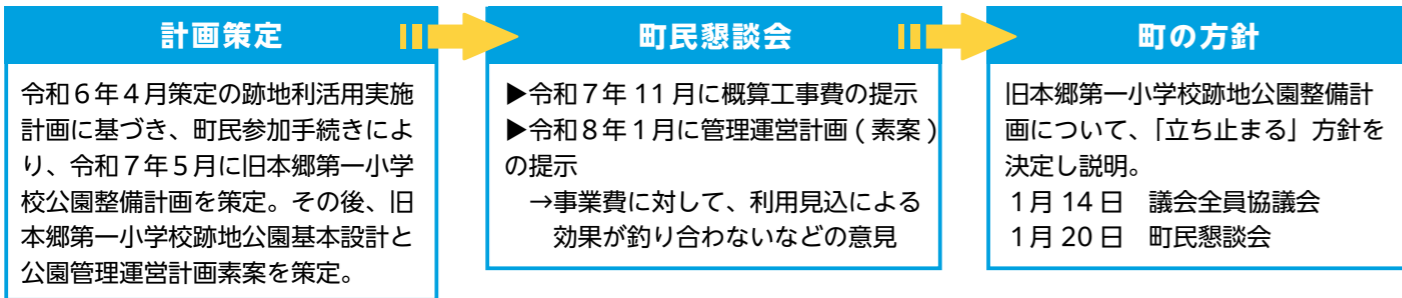 計画策定
令和６年４月策定の跡地利活用実施
計画に基づき、町民参加手続きによ
り、令和７年５月に旧本郷第一小学
校公園整備計画を策定。その後、旧
本郷第一小学校跡地公園基本設計と
公園管理運営計画素案を策定。
町民懇談会
▶令和７年 11 月に概算工事費の提示
▶令和８年１月に管理運営計画 ( 素案 )
の提示
→事業費に対して、利用見込による
効果が釣り合わないなどの意見
町の方針
旧本郷第一小学校跡地公園整備計
画について、「立ち止まる」方針を
決定し説明。
１月 14 日　議会全員協議会
１月 20 日　町民懇談会